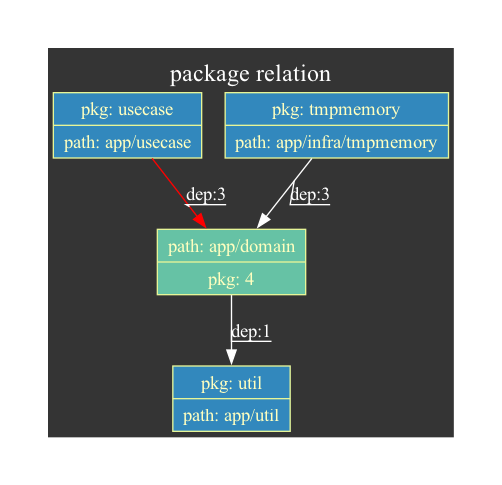 package relation
pkg: usecase
path: app/usecase
pkg: tmpmemory
path: app/infra/tmpmemory
dep:3
dep:3
path: app/domain
pkg: 4
dep:1
pkg: util
path: app/util